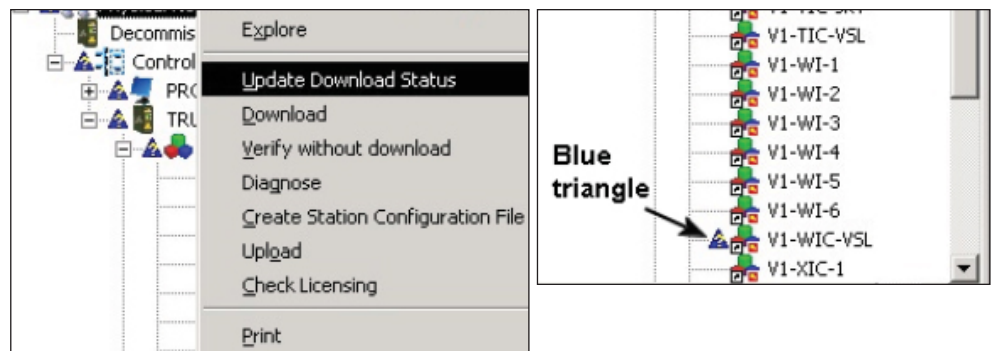 Decommis
Control
PRO
TRU
Explore
Update Download Status
Download
Verify without download
Diagnose
Create Station Configuration File
Upload
Check Licensing
Print
V1-TIC-VSL
V1-WI-1
V1-WI-2
V1-WI-3
V1-WI-4
V1-WI-5
V1-WI-6
V1-WIC-VSL
V1-XIC-1
Blue
triangle